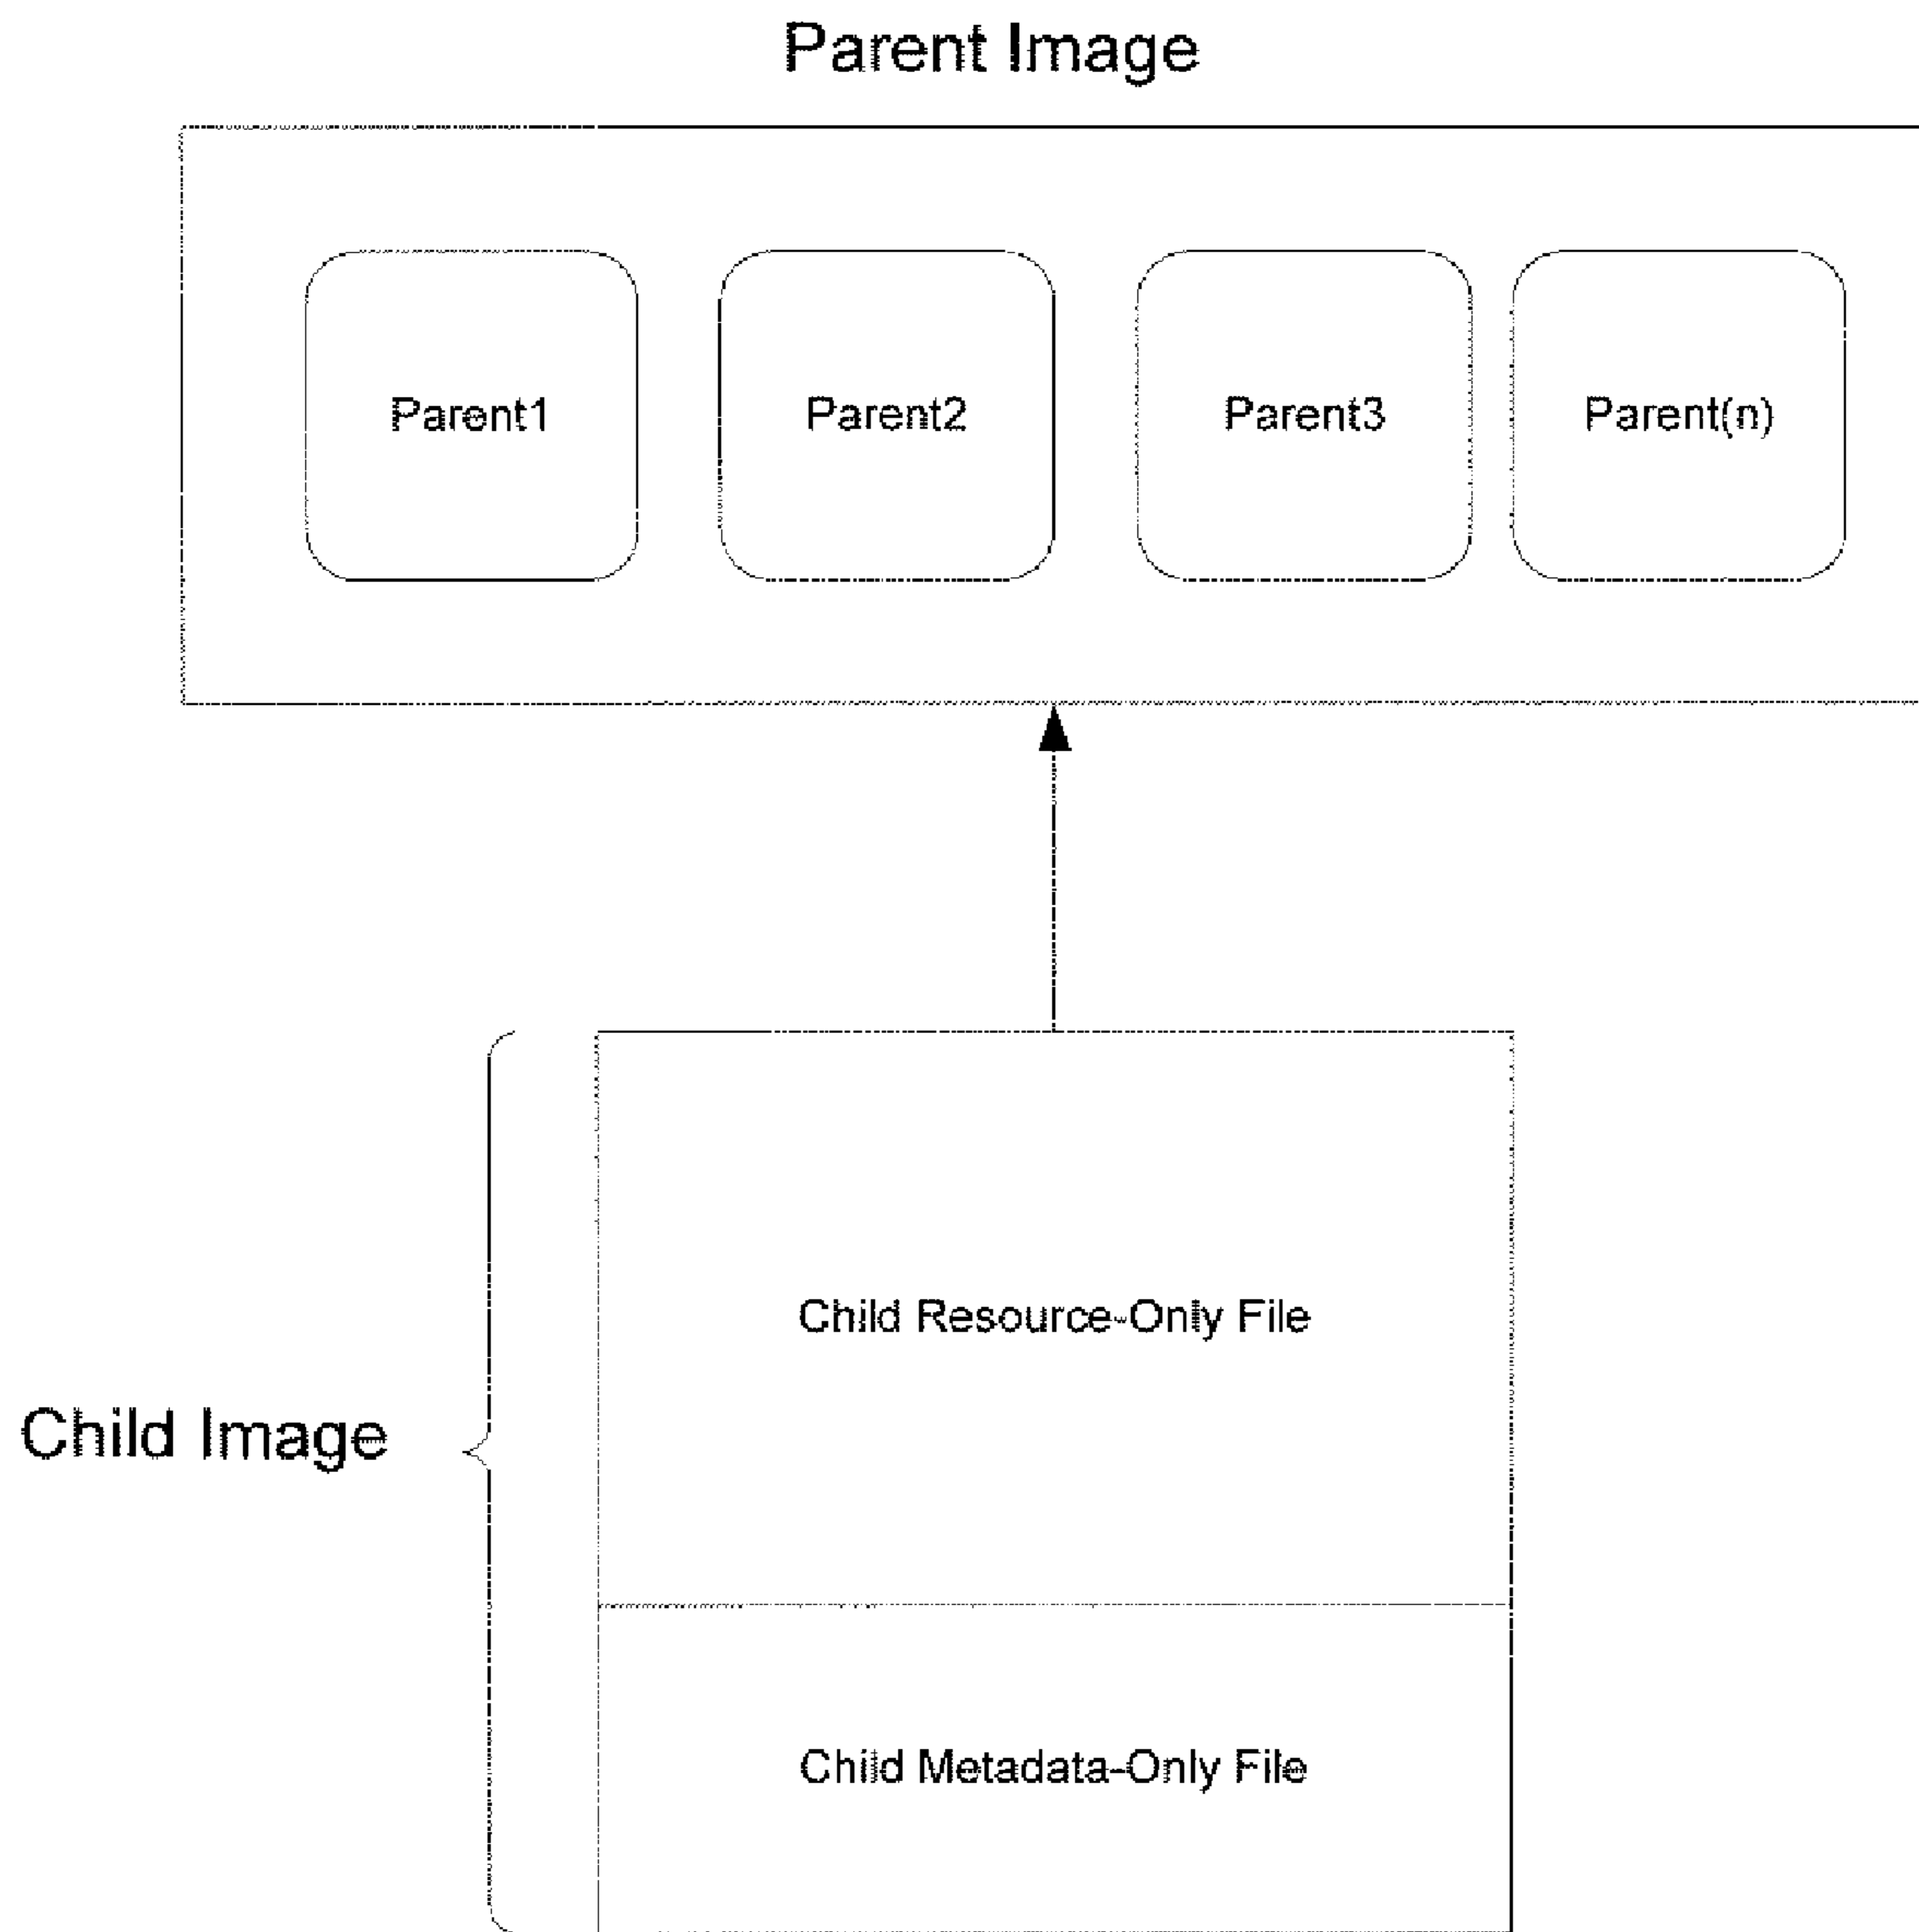 Parent Image
Parent1
Parent2
Parent3
Parent(n)
Child Resource-Only File
Child Image
Child Metadata-Only File